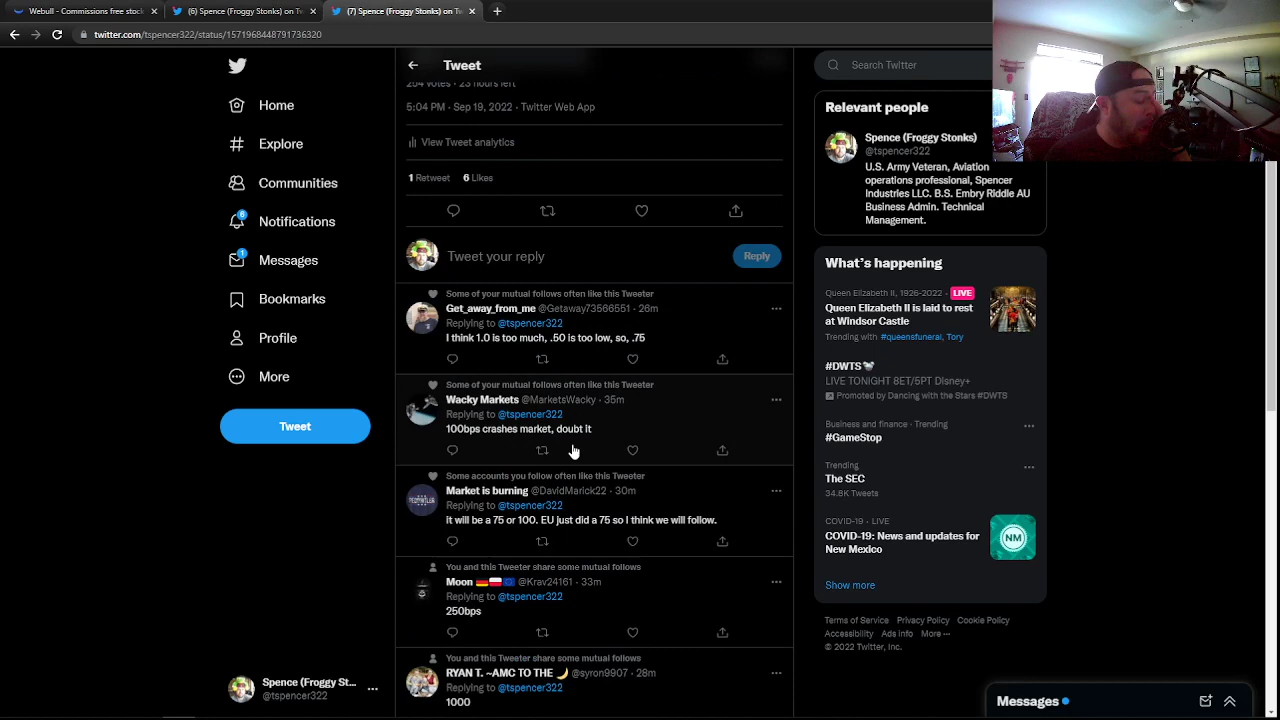 Webull - Commissions free stoc
(6) Spence (Froggy Stonks) on Tw
(7) Spence (Froggy Stonks) on Tw
twitter.com/tspencer322/status/1571968448791736320
Home
Explore
Communities
6
Notifications
1
Messages
Bookmarks
Profile
More
Tweet
Spence (Froggy St...
@tspencer322
Tweet
264 votes · 23 hours left
5:04 PM · Sep 19, 2022 · Twitter Web App
View Tweet analytics
1 Retweet 6 Likes
Tweet your reply
Reply
Some of your mutual follows often like this Tweeter
Get_away_from_me @Getaway73566551 · 26m
Replying to @tspencer322
I think 1.0 is too much, .50 is too low, so, .75
Some of your mutual follows often like this Tweeter
Wacky Markets @MarketsWacky · 35m
Replying to @tspencer322
100bps crashes market, doubt it
Some accounts you follow often like this Tweeter
Market is burning @DavidMarick22 · 30m
Replying to @tspencer322
it will be a 75 or 100. EU just did a 75 so I think we will follow.
You and this Tweeter share some mutual follows
Moon 🇩🇪🇵🇱🇪🇺 @Krav24161 · 33m
Replying to @tspencer322
250bps
You and this Tweeter share some mutual follows
RYAN T. ~AMC TO THE 🌙 @syron9907 · 28m
Replying to @tspencer322
1000
Search Twitter
Relevant people
Spence (Froggy Stonks)
@tspencer322
U.S. Army Veteran, Aviation
operations professional, Spencer
Industries LLC. B.S. Embry Riddle AU
Business Admin. Technical
Management.
What's happening
Queen Elizabeth II, 1926-2022 · LIVE
Queen Elizabeth II is laid to rest
at Windsor Castle
Trending with #queensfuneral, Tory
#DWTS
LIVE TONIGHT 8ET/5PT Disney+
Promoted by Dancing with the Stars #DWTS
Business and finance · Trending
#GameStop
Trending
The SEC
34.8K Tweets
COVID-19 · LIVE
COVID-19: News and updates for
New Mexico
NM
Show more
Terms of Service Privacy Policy Cookie Policy
Accessibility Ads info More ···
© 2022 Twitter, Inc.
Messages